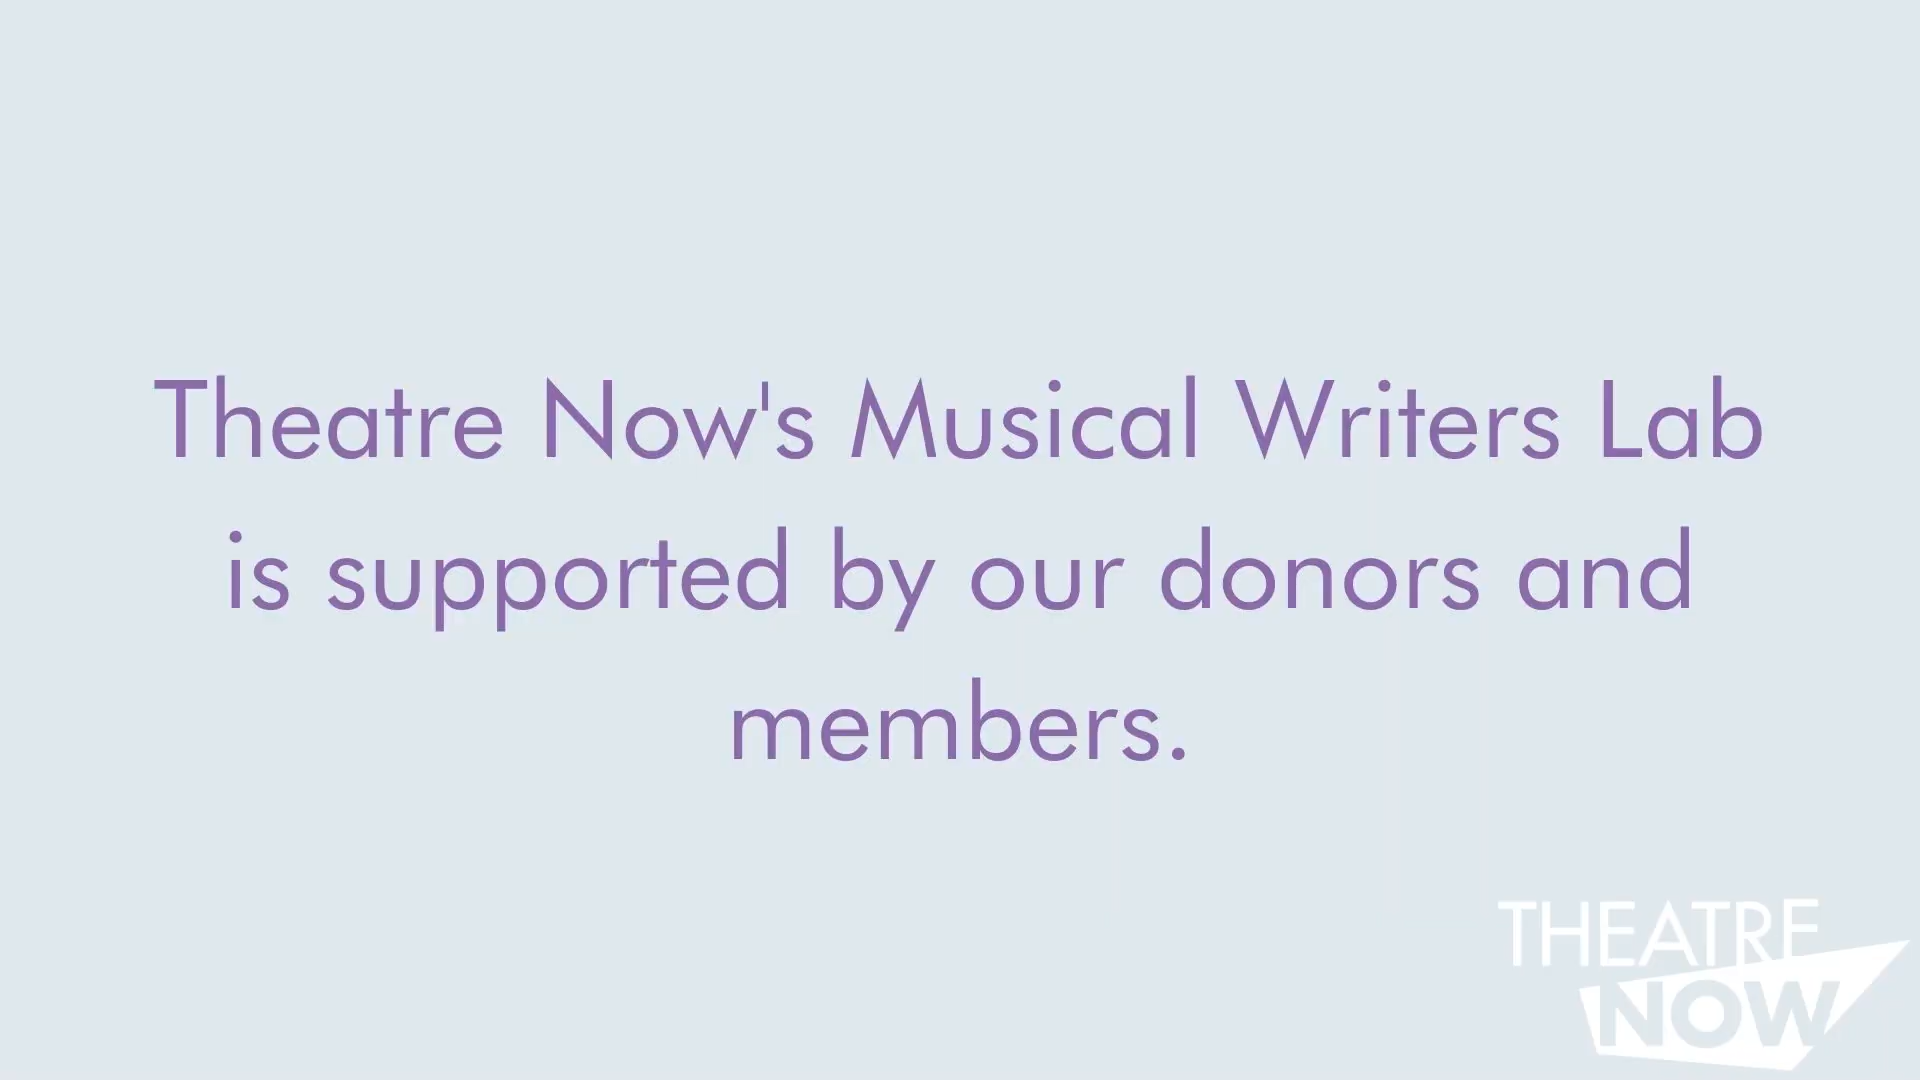 Theatre Now's Musical Writers Lab
is supported by our donors and
members.
THEATRE
NOW